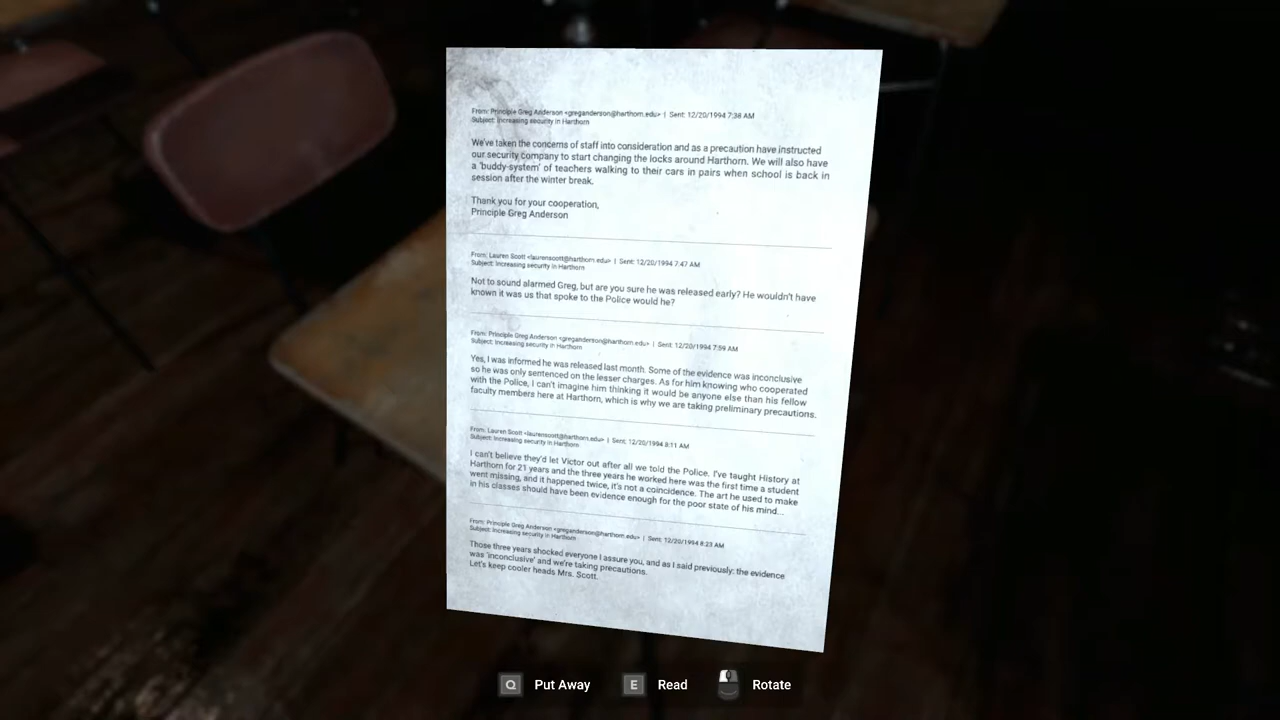 From: Principle Greg Anderson <greganderson@harthorn.edu> | Sent: 12/20/1994 7:36 AM
Subject: Increasing security in Harthorn
We've taken the concerns of staff into consideration and as a precaution have instructed
our security company to start changing the locks around Harthorn. We will also have
a 'buddy-system' of teachers walking to their cars in pairs when school is back in
session after the winter break.
Thank you for your cooperation,
Principle Greg Anderson
From: Lauren Scott <laurenscott@harthorn.edu> | Sent: 12/20/1994 7:47 AM
Subject: Increasing security in Harthorn
Not to sound alarmed Greg, but are you sure he was released early? He wouldn't have
known it was us that spoke to the Police would he?
From: Principle Greg Anderson <greganderson@harthorn.edu> | Sent: 12/20/1994 7:59 AM
Subject: Increasing security in Harthorn
Yes, I was informed he was released last month. Some of the evidence was inconclusive
so he was only sentenced on the lesser charges. As for him knowing who cooperated
with the Police, I can't imagine him thinking it would be anyone else than his fellow
faculty members here at Harthorn, which is why we are taking preliminary precautions.
From: Lauren Scott <laurenscott@harthorn.edu> | Sent: 12/20/1994 8:11 AM
Subject: Increasing security in Harthorn
I can't believe they'd let Victor out after all we told the Police. I've taught History at
Harthorn for 21 years and the three years he worked here was the first time a student
went missing, and it happened twice, it's not a coincidence. The art he used to make
in his classes should have been evidence enough for the poor state of his mind...
From: Principle Greg Anderson <greganderson@harthorn.edu> | Sent: 12/20/1994 8:23 AM
Subject: Increasing security in Harthorn
Those three years shocked everyone I assure you, and as I said previously: the evidence
was 'inconclusive' and we're taking precautions.
Let's keep cooler heads Mrs. Scott.
Q Put Away E Read Rotate